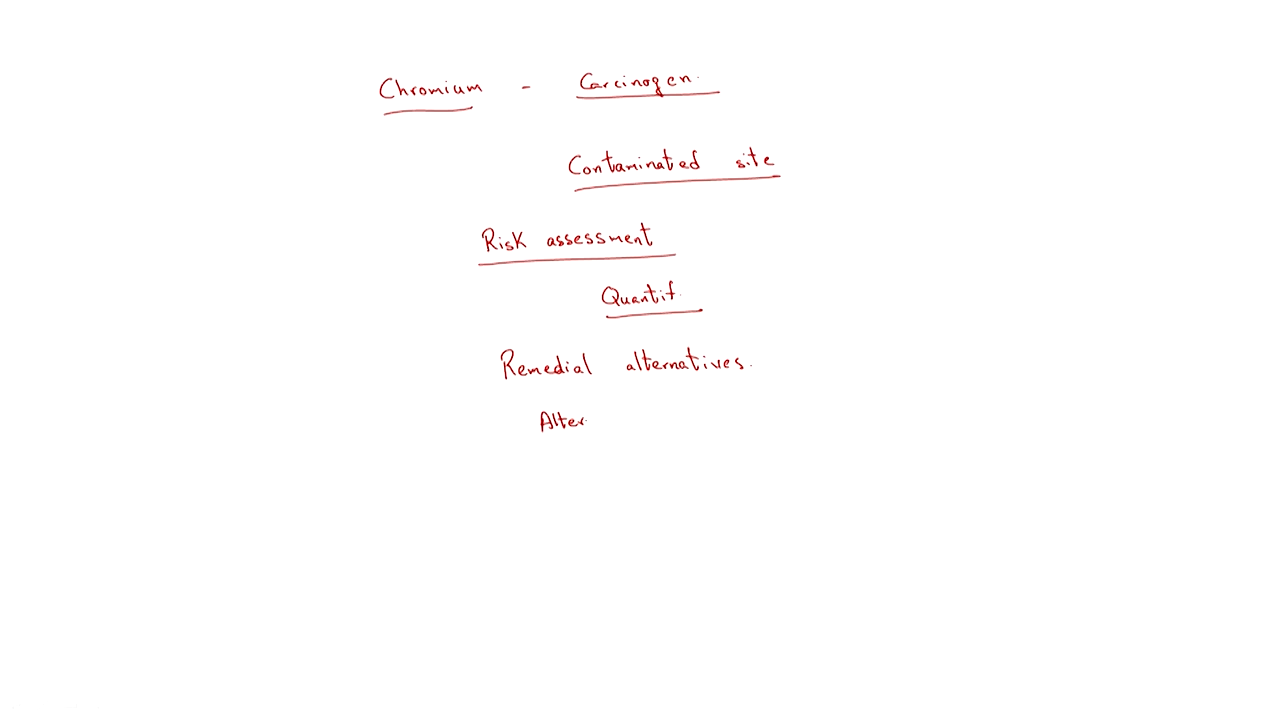 Chromium - Carcinogen.
Contaminated site
Risk assessment
Quantif.
Remedial alternatives.
Alter